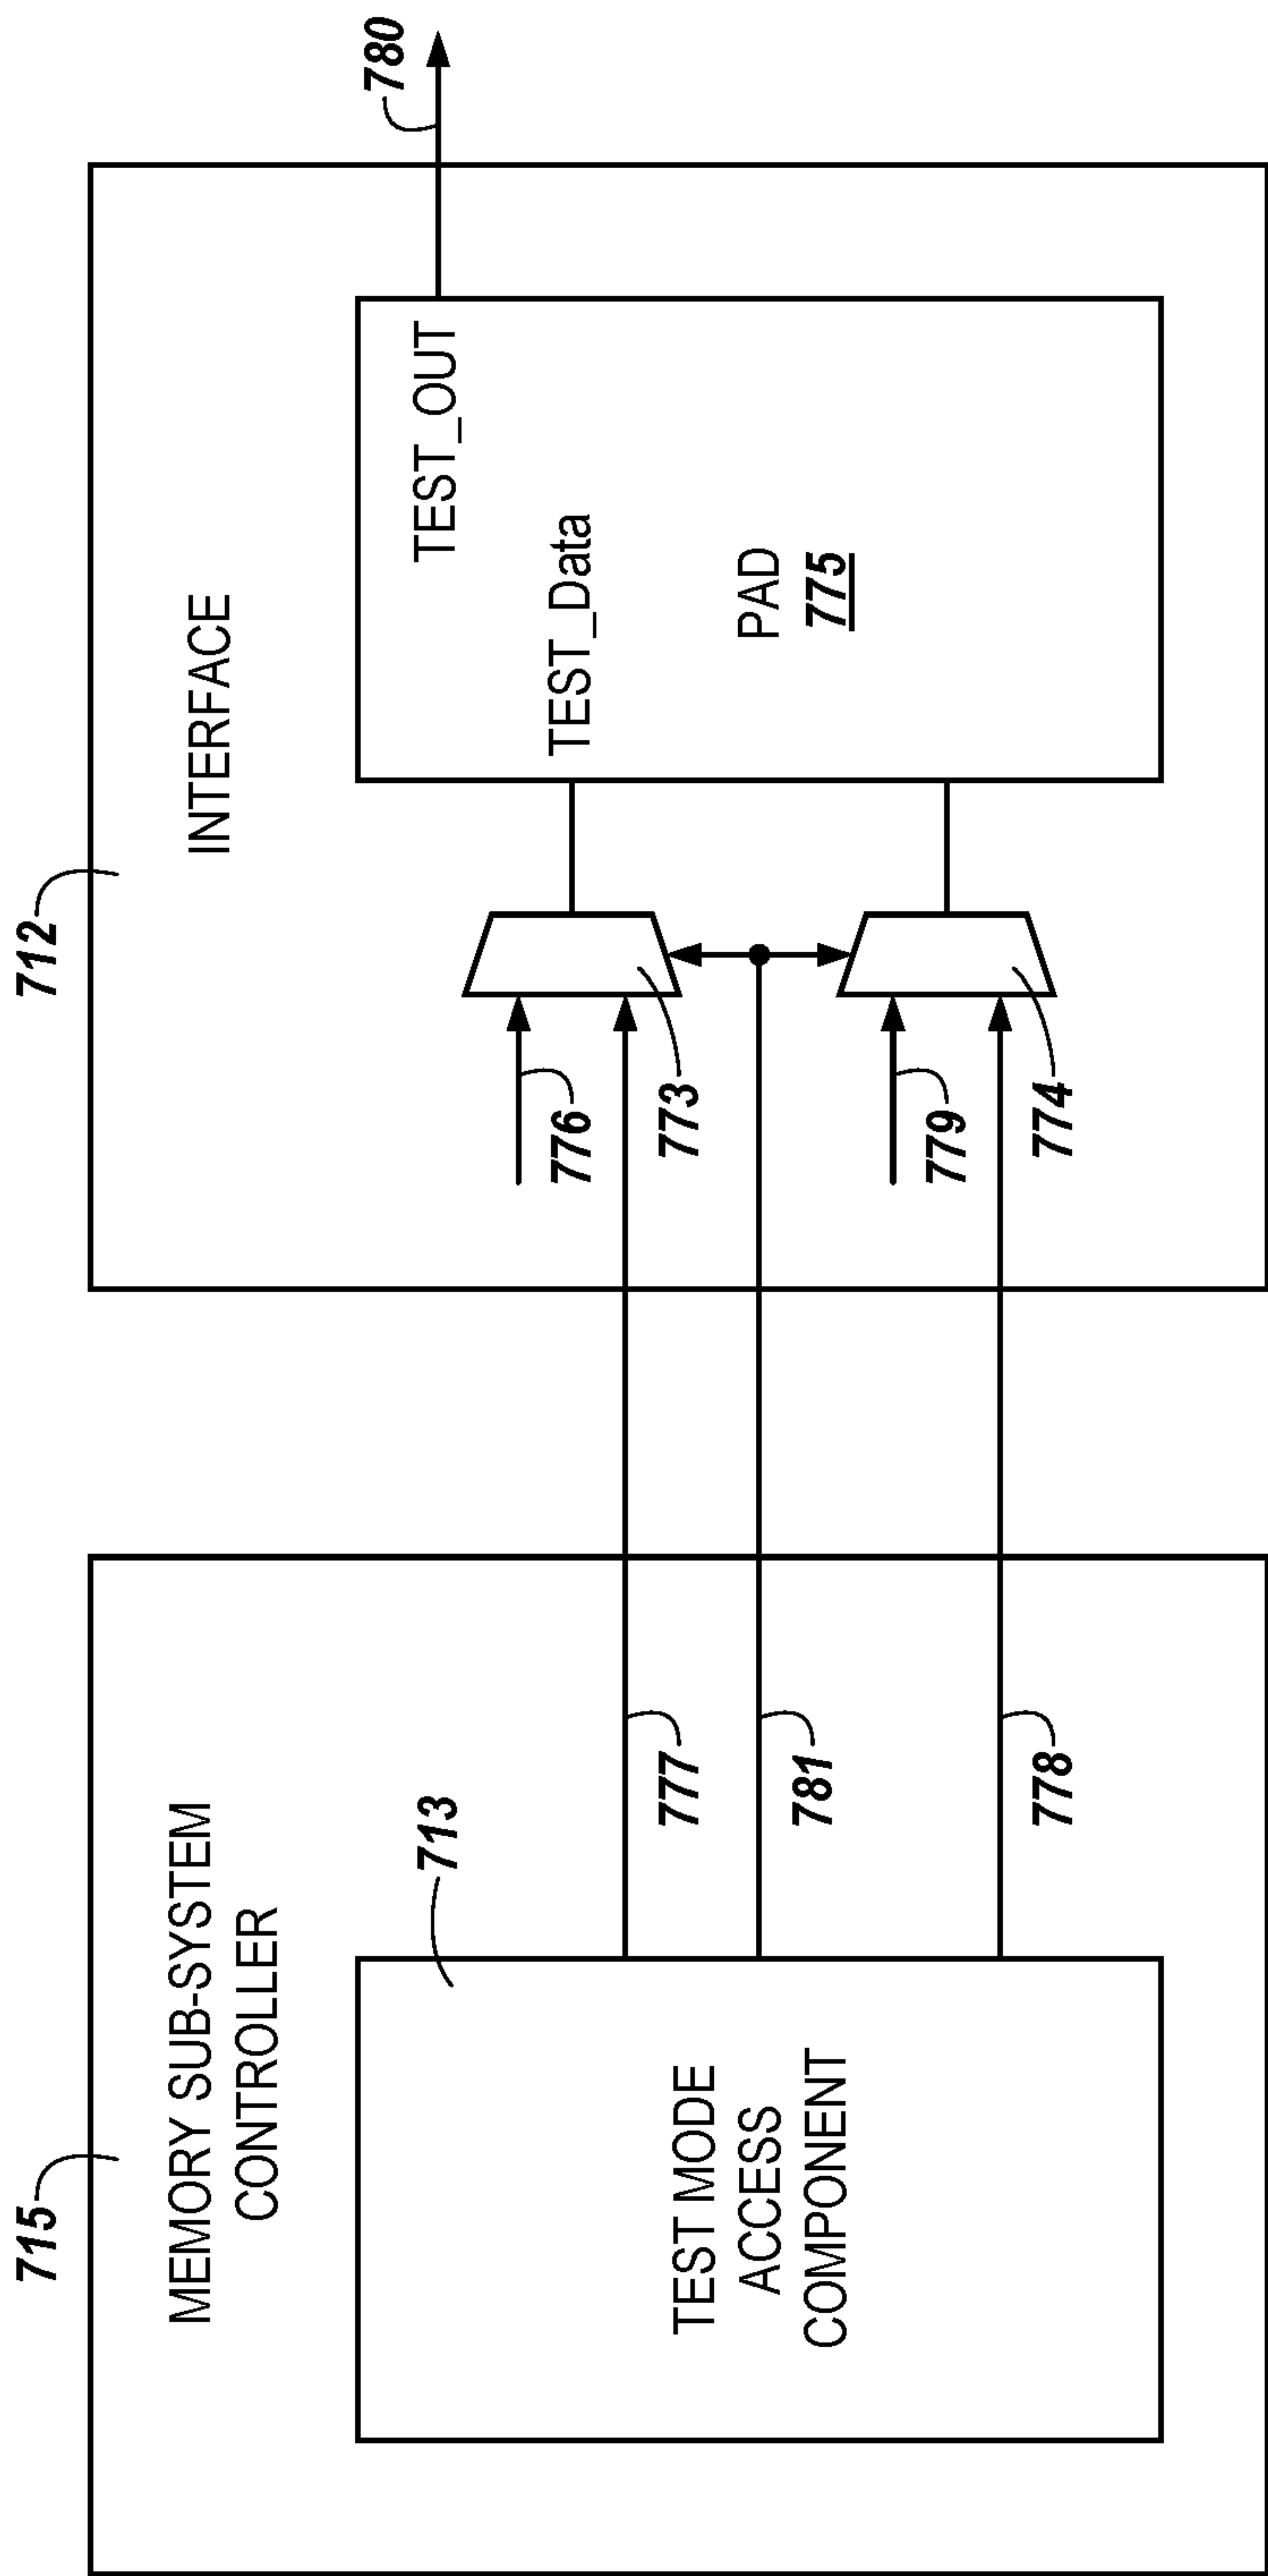 715
MEMORY SUB-SYSTEM
CONTROLLER
713
TEST MODE
ACCESS
COMPONENT
777
781
778
712
INTERFACE
776
773
779
774
TEST_OUT
TEST_Data
PAD
775
780